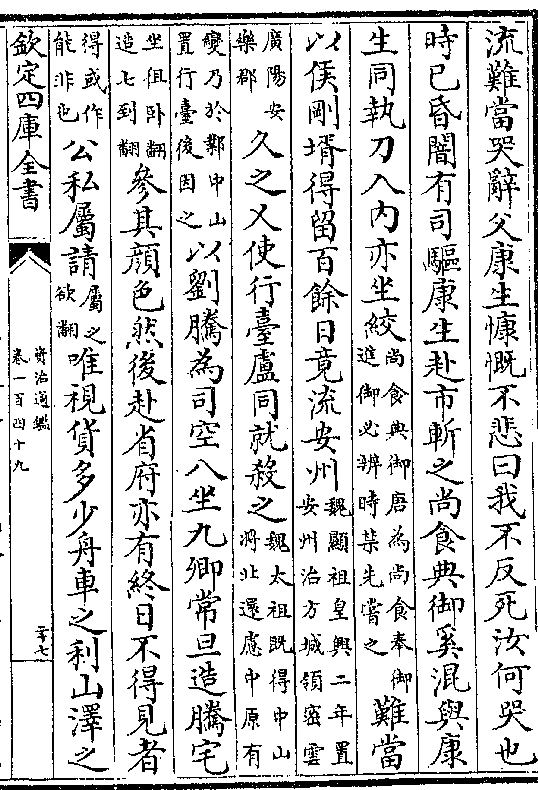 流難當哭辭父康生慷慨不悲曰我不反死汝何哭也
時已昏闇有司驅康生赴市斬之尚食典御奚混與康
生同執刀入内亦坐絞尚食典御唐為尚食奉御
進御必辨時禁先嘗之難當
以侯剛壻得留百餘日竟流安州魏顯祖皇興二年置
安州治方城領密雲
廣陽安
樂郡久之乂使行臺盧同就殺之魏太祖既得中山
將北還慮中原有
變乃於鄴中山
置行臺後因之以劉騰為司空八坐九卿常旦造騰宅
坐徂卧翻
造七到翻參其顔色然後赴省府亦有終日不得見者
得或作
能非也公私屬請屬之
欲翻唯視貨多少舟車之利山澤之
欽定四庫全書
資治通鑑
卷一百四十九
二十七